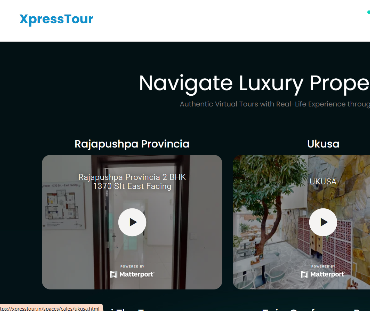 XpressTour
Navigate Luxury Prope
Authentic Virtual Tours with Real-Life Experience throug
Rajapushpa Provincia
Ukusa
Rajapushpa Provincia 2 BHK
1370 Sft East Facing
UKUSA
POWERED BY
Matterport
POWERED BY
Matterport